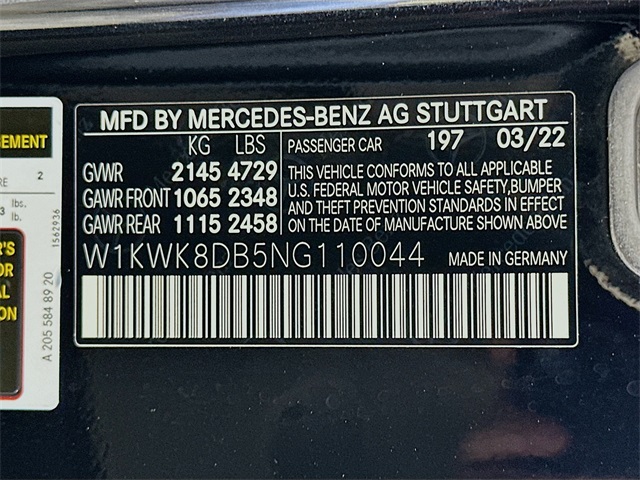 MFD BY MERCEDES-BENZ AG STUTTGART
KG LBS
GVWR 2145 4729
GAWR FRONT 1065 2348
GAWR REAR 1115 2458
PASSENGER CAR 197 03/22
THIS VEHICLE CONFORMS TO ALL APPLICABLE
U.S. FEDERAL MOTOR VEHICLE SAFETY,BUMPER
AND THEFT PREVENTION STANDARDS IN EFFECT
ON THE DATE OF MANUFACTURE SHOWN ABOVE
W1KWK8DB5NG110044 MADE IN GERMANY
2
lbs.
lb.
1562936
A 205 584 89 20